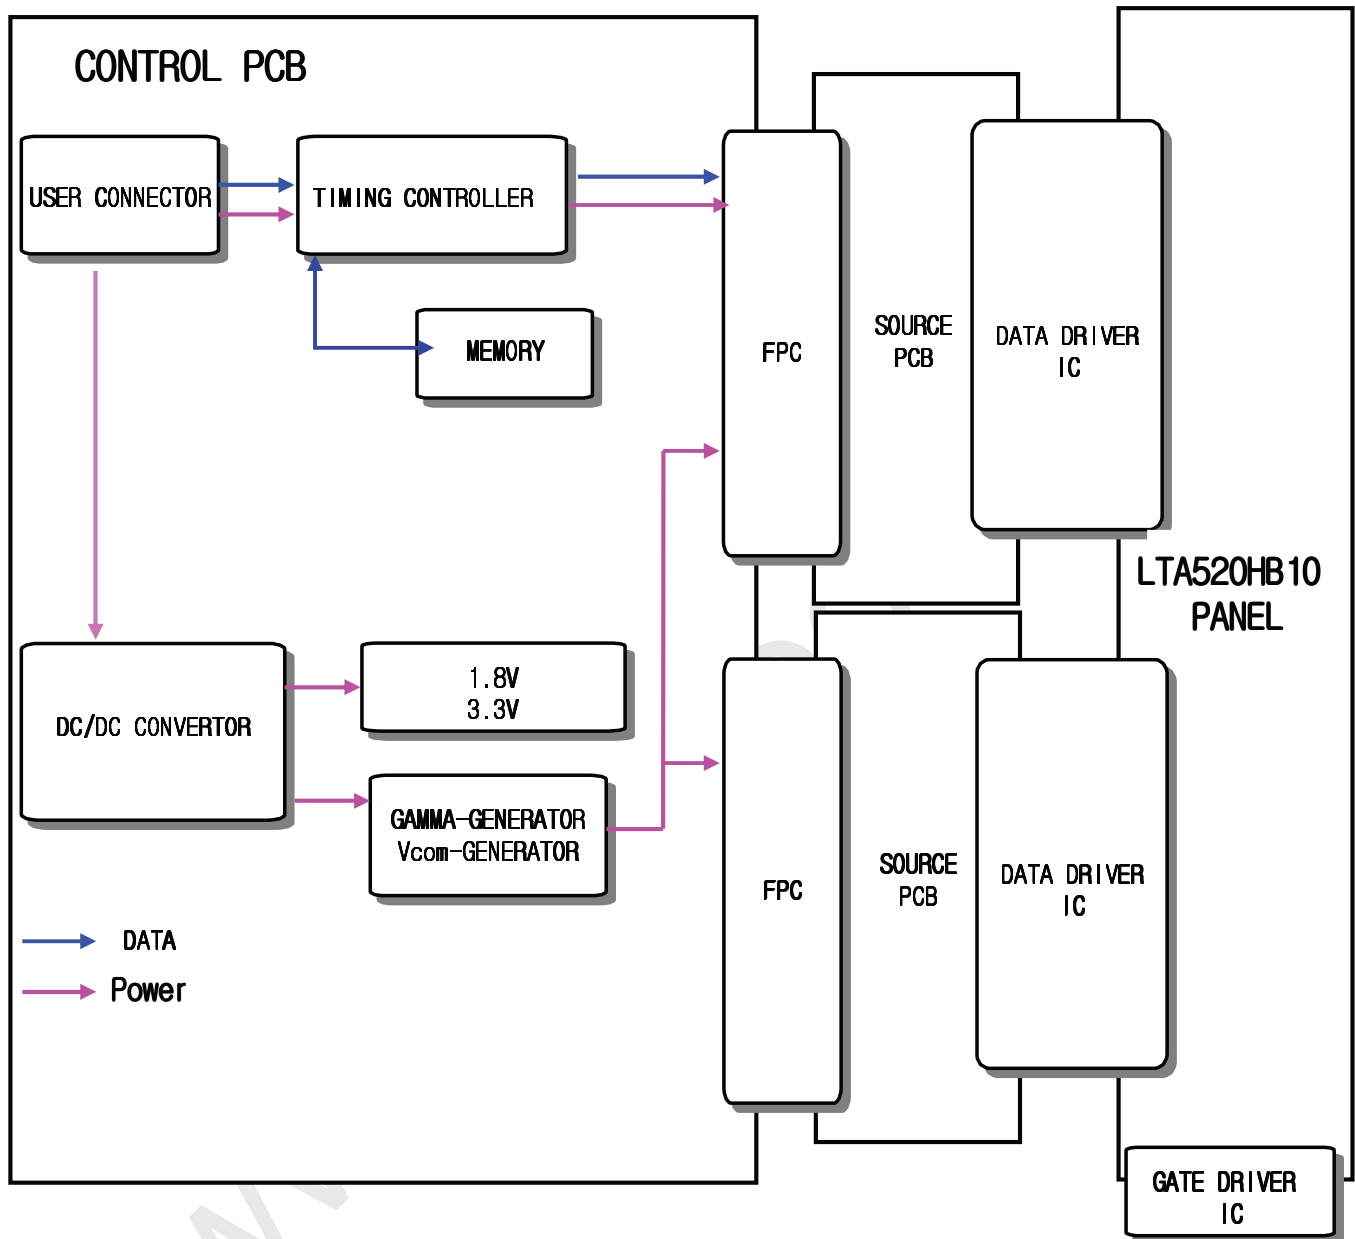 CONTROL PCB
USER CONNECTOR
TIMING CONTROLLER
MEMORY
FPC
SOURCE
PCB
DATA DRIVER
IC
LTA520HB10
PANEL
DC/DC CONVERTOR
1.8V
3.3V
GAMMA-GENERATOR
Vcom-GENERATOR
FPC
SOURCE
PCB
DATA DRIVER
IC
DATA
Power
GATE DRIVER
IC